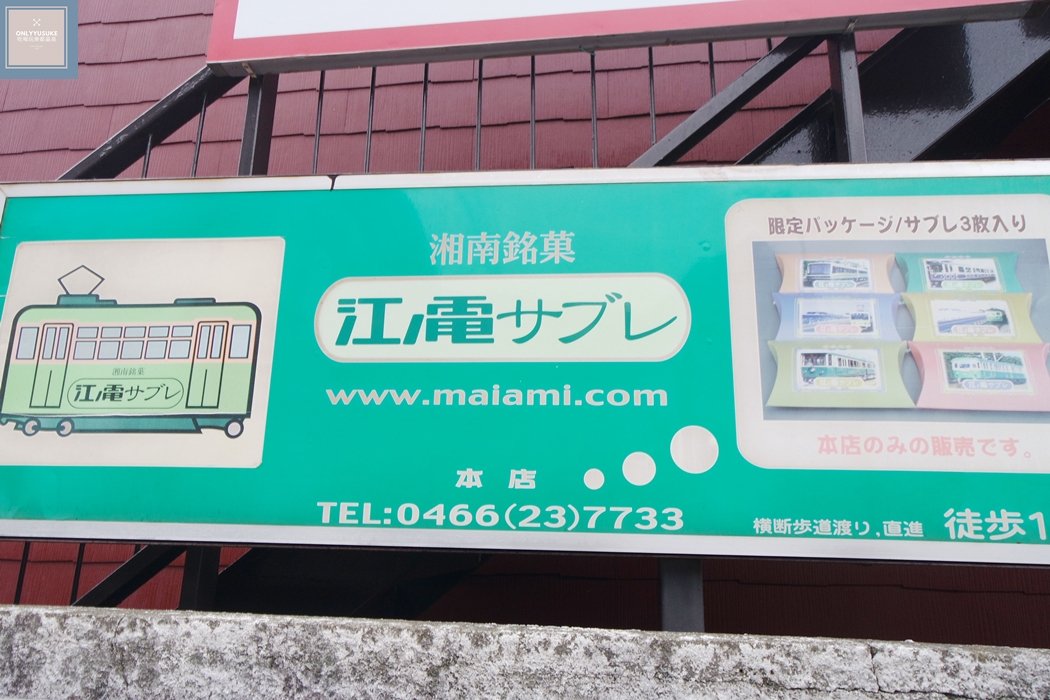 ONLYYUSUKE
限定パッケージ/サブレ3枚入り
湘南銘菓
江ノ電サブレ
湘南銘菓
江ノ電サブレ
www.maiami.com
本店のみの販売です。
本店
TEL:0466(23)7733
横断歩道渡り,直進 徒歩1